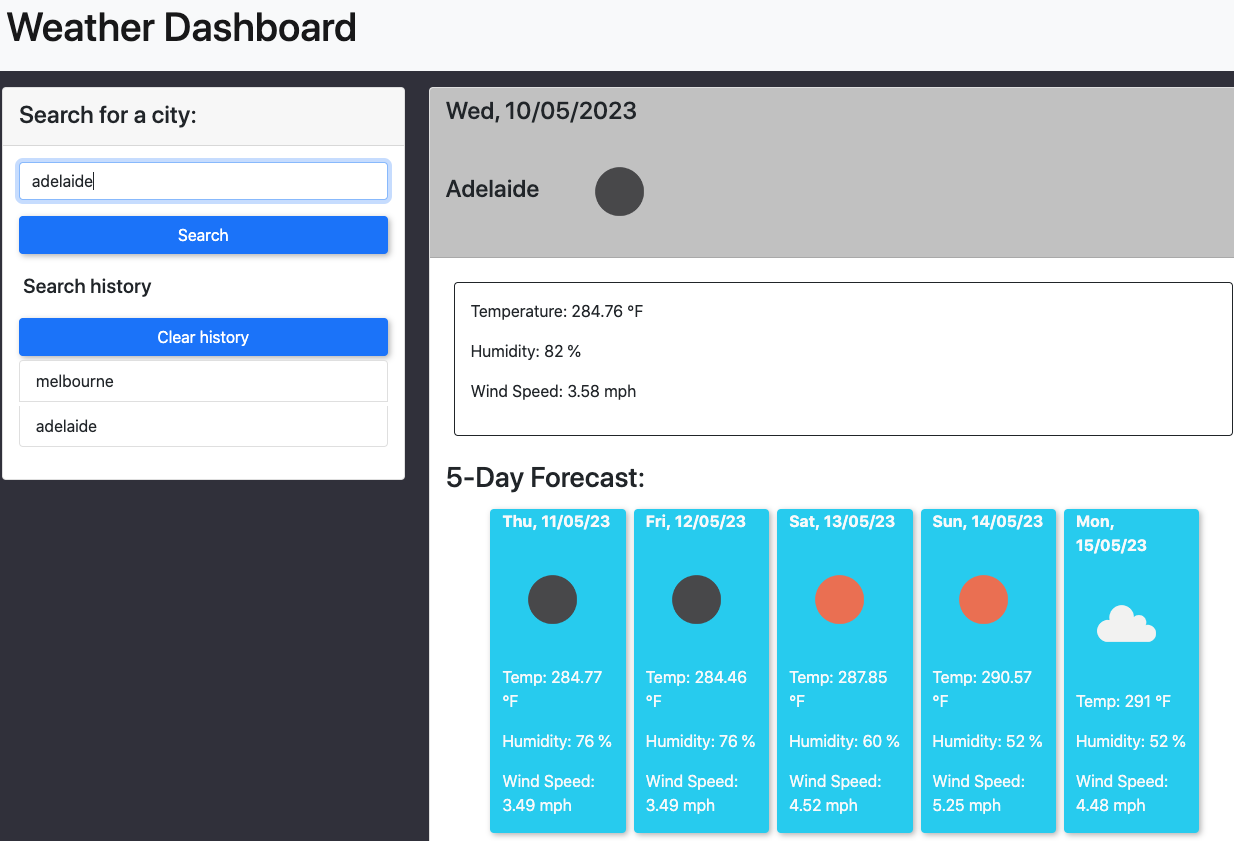 Weather Dashboard
Search for a city:
adelaide
Search
Search history
Clear history
melbourne
adelaide
Wed, 10/05/2023
Adelaide
Temperature: 284.76 °F
Humidity: 82 %
Wind Speed: 3.58 mph
5-Day Forecast:
Thu, 11/05/23
Temp: 284.77
°F
Humidity: 76 %
Wind Speed:
3.49 mph
Fri, 12/05/23
Temp: 284.46
°F
Humidity: 76 %
Wind Speed:
3.49 mph
Sat, 13/05/23
Temp: 287.85
°F
Humidity: 60 %
Wind Speed:
4.52 mph
Sun, 14/05/23
Temp: 290.57
°F
Humidity: 52 %
Wind Speed:
5.25 mph
Mon,
15/05/23
Temp: 291 °F
Humidity: 52 %
Wind Speed:
4.48 mph